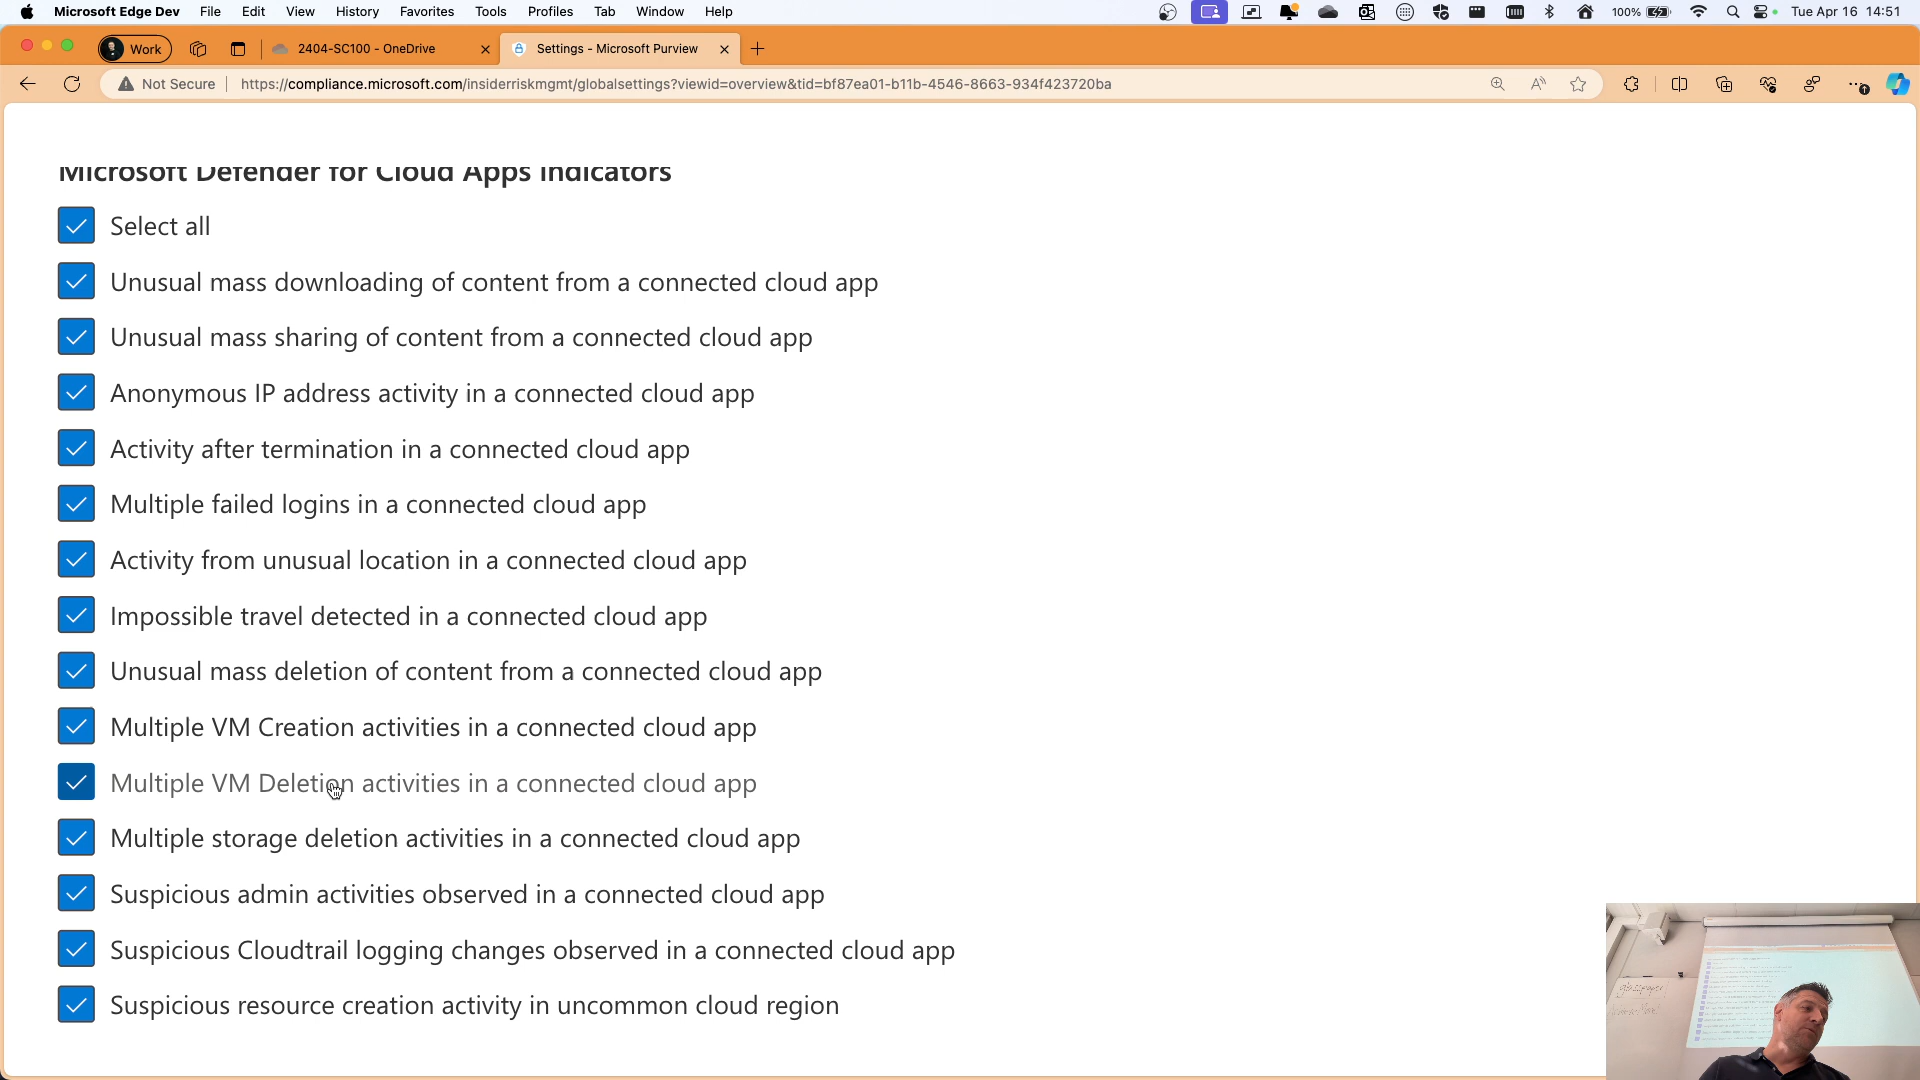 Microsoft Edge Dev File Edit View History Favorites Tools Profiles Tab Window Help 100% Tue Apr 16 14:51
Work 2404-SC100 - OneDrive Settings - Microsoft Purview
Not Secure https://compliance.microsoft.com/insiderriskmgmt/globalsettings?viewid=overview&tid=bf87ea01-b11b-4546-8663-934f423720ba
Microsoft Defender for Cloud Apps indicators
Select all
Unusual mass downloading of content from a connected cloud app
Unusual mass sharing of content from a connected cloud app
Anonymous IP address activity in a connected cloud app
Activity after termination in a connected cloud app
Multiple failed logins in a connected cloud app
Activity from unusual location in a connected cloud app
Impossible travel detected in a connected cloud app
Unusual mass deletion of content from a connected cloud app
Multiple VM Creation activities in a connected cloud app
Multiple VM Deletion activities in a connected cloud app
Multiple storage deletion activities in a connected cloud app
Suspicious admin activities observed in a connected cloud app
Suspicious Cloudtrail logging changes observed in a connected cloud app
Suspicious resource creation activity in uncommon cloud region
glasspaper